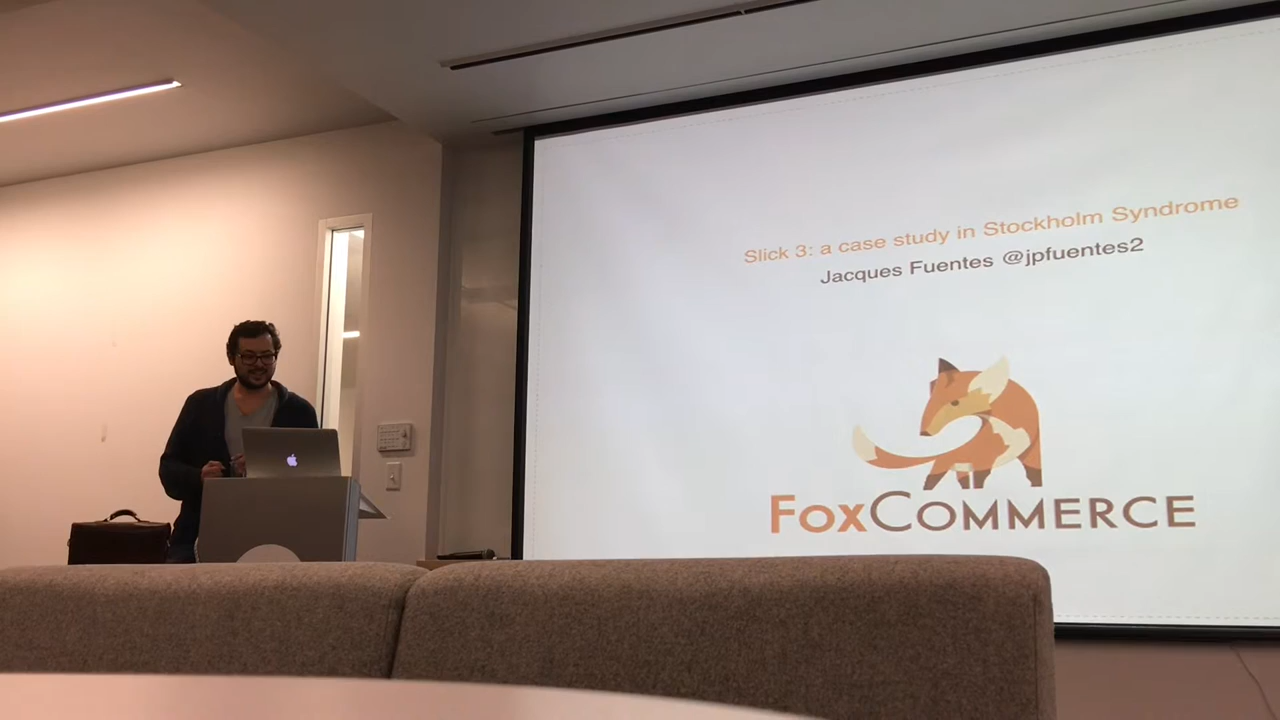 Slick 3: a case study in Stockholm Syndrome
Jacques Fuentes @jpfuentes2
FOXCOMMERCE